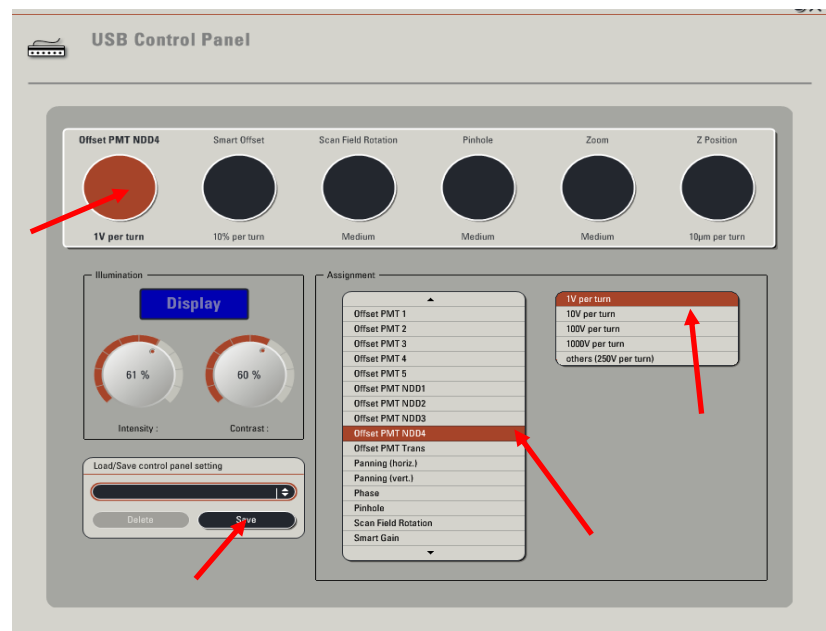 USB Control Panel
Offset PMT NDD4 Smart Offset Scan Field Rotation Pinhole Zoom Z Position
1V per turn 10% per turn Medium Medium Medium 10µm per turn
Illumination
Display
61 % 60 %
Intensity : Contrast :
Load/Save control panel setting
Delete Save
Assignment
Offset PMT 1
Offset PMT 2
Offset PMT 3
Offset PMT 4
Offset PMT 5
Offset PMT NDD1
Offset PMT NDD2
Offset PMT NDD3
Offset PMT NDD4
Offset PMT Trans
Panning (horiz.)
Panning (vert.)
Phase
Pinhole
Scan Field Rotation
Smart Gain
1V per turn
10V per turn
100V per turn
1000V per turn
others (250V per turn)